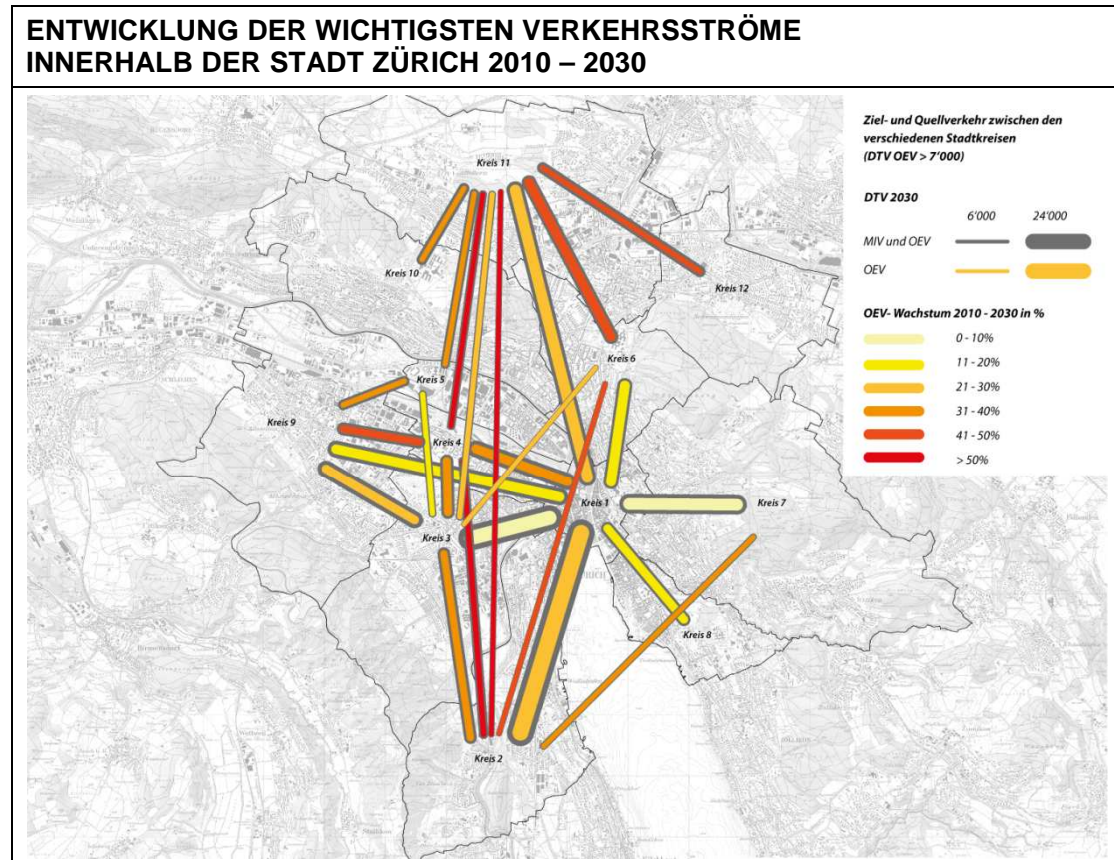 ENTWICKLUNG DER WICHTIGSTEN VERKEHRSSTRÖME
INNERHALB DER STADT ZÜRICH 2010 – 2030
Ziel- und Quellverkehr zwischen den
verschiedenen Stadtkreisen
(DTV OEV > 7'000)
DTV 2030
6'000 24'000
MIV und OEV
OEV
OEV- Wachstum 2010 - 2030 in %
0 - 10%
11 - 20%
21 - 30%
31 - 40%
41 - 50%
> 50%
Kreis 11
Kreis 10
Kreis 12
Kreis 6
Kreis 5
Kreis 9
Kreis 4
Kreis 1
Kreis 7
Kreis 3
Kreis 8
Kreis 2